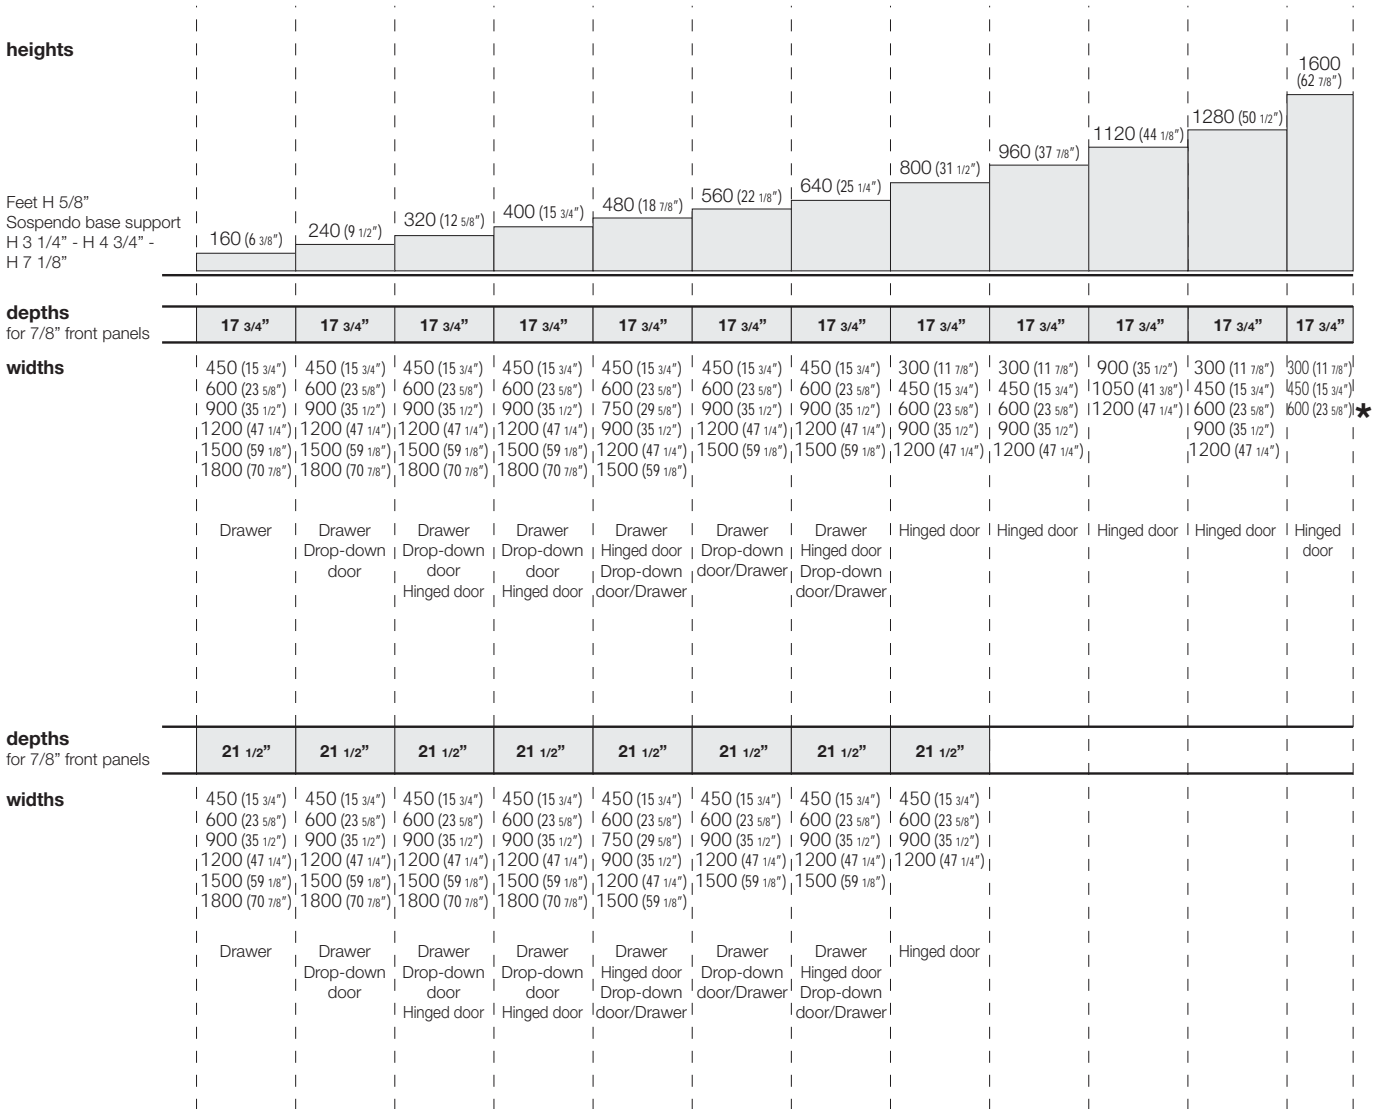 heights
1600
(62 7/8")
1280 (50 1/2")
1120 (44 1/8")
960 (37 7/8")
800 (31 1/2")
640 (25 1/4")
560 (22 1/8")
480 (18 7/8")
400 (15 3/4")
320 (12 5/8")
240 (9 1/2")
160 (6 3/8")
Feet H 5/8”
Sospendo base support
H 3 1/4” - H 4 3/4” -
H 7 1/8”
depths
for 7/8” front panels
17 3/4” 17 3/4” 17 3/4” 17 3/4” 17 3/4” 17 3/4” 17 3/4” 17 3/4” 17 3/4” 17 3/4” 17 3/4” 17 3/4”
widths
450 (15 3/4") 450 (15 3/4") 450 (15 3/4") 450 (15 3/4") 450 (15 3/4") 450 (15 3/4") 450 (15 3/4") 300 (11 7/8") 300 (11 7/8") 900 (35 1/2") 300 (11 7/8") 300 (11 7/8")
600 (23 5/8") 600 (23 5/8") 600 (23 5/8") 600 (23 5/8") 600 (23 5/8") 600 (23 5/8") 600 (23 5/8") 450 (15 3/4") 450 (15 3/4") 1050 (41 3/8") 450 (15 3/4") 450 (15 3/4")
900 (35 1/2") 900 (35 1/2") 900 (35 1/2") 900 (35 1/2") 750 (29 5/8") 900 (35 1/2") 900 (35 1/2") 600 (23 5/8") 600 (23 5/8") 1200 (47 1/4") 600 (23 5/8") 600 (23 5/8") *
1200 (47 1/4") 1200 (47 1/4") 1200 (47 1/4") 1200 (47 1/4") 900 (35 1/2") 1200 (47 1/4") 1200 (47 1/4") 900 (35 1/2") 900 (35 1/2") 900 (35 1/2")
1500 (59 1/8") 1500 (59 1/8") 1500 (59 1/8") 1500 (59 1/8") 1200 (47 1/4") 1500 (59 1/8") 1500 (59 1/8") 1200 (47 1/4") 1200 (47 1/4") 1200 (47 1/4")
1800 (70 7/8") 1800 (70 7/8") 1800 (70 7/8") 1800 (70 7/8") 1500 (59 1/8")
Drawer Drawer Drawer Drawer Drawer Drawer Drawer Hinged door Hinged door Hinged door Hinged door Hinged
Drop-down Drop-down Drop-down Hinged door Drop-down Hinged door door
door door door Drop-down door/Drawer Drop-down
Hinged door Hinged door door/Drawer door/Drawer
depths
for 7/8” front panels
21 1/2” 21 1/2” 21 1/2” 21 1/2” 21 1/2” 21 1/2” 21 1/2” 21 1/2”
widths
450 (15 3/4") 450 (15 3/4") 450 (15 3/4") 450 (15 3/4") 450 (15 3/4") 450 (15 3/4") 450 (15 3/4") 450 (15 3/4")
600 (23 5/8") 600 (23 5/8") 600 (23 5/8") 600 (23 5/8") 600 (23 5/8") 600 (23 5/8") 600 (23 5/8") 600 (23 5/8")
900 (35 1/2") 900 (35 1/2") 900 (35 1/2") 900 (35 1/2") 750 (29 5/8") 900 (35 1/2") 900 (35 1/2") 900 (35 1/2")
1200 (47 1/4") 1200 (47 1/4") 1200 (47 1/4") 1200 (47 1/4") 900 (35 1/2") 1200 (47 1/4") 1200 (47 1/4") 1200 (47 1/4")
1500 (59 1/8") 1500 (59 1/8") 1500 (59 1/8") 1500 (59 1/8") 1200 (47 1/4") 1500 (59 1/8") 1500 (59 1/8")
1800 (70 7/8") 1800 (70 7/8") 1800 (70 7/8") 1800 (70 7/8") 1500 (59 1/8")
Drawer Drawer Drawer Drawer Drawer Drawer Drawer Hinged door
Drop-down Drop-down Drop-down Hinged door Drop-down Hinged door
door door door Drop-down door/Drawer Drop-down
Hinged door Hinged door door/Drawer door/Drawer